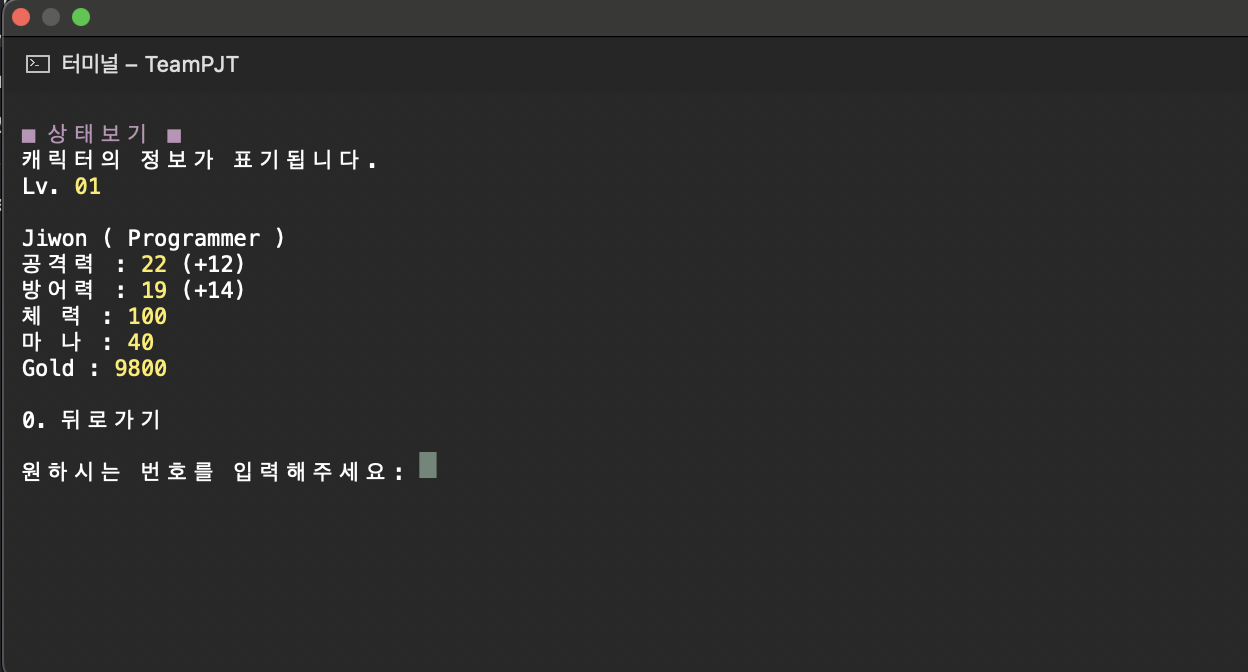 터미널 – TeamPJT
■ 상태보기 ■
캐릭터의 정보가 표기됩니다.
Lv. 01
Jiwon ( Programmer )
공격력 : 22 (+12)
방어력 : 19 (+14)
체 력 : 100
마 나 : 40
Gold : 9800
0. 뒤로가기
원하시는 번호를 입력해주세요: